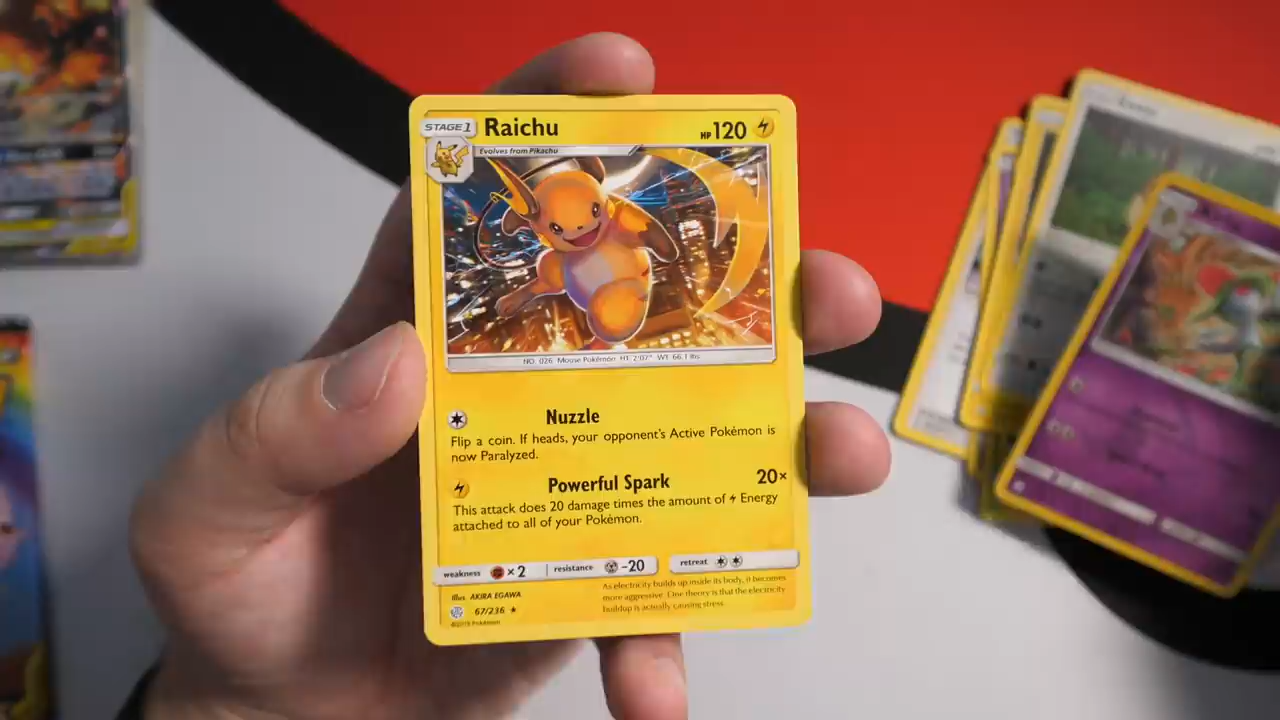 STAGE 1 Raichu HP 120
Evolves from Pikachu
NO. 026 Mouse Pokémon HT: 2'07" WT: 66.1 lbs
Nuzzle
Flip a coin. If heads, your opponent's Active Pokémon is
now Paralyzed.
Powerful Spark 20×
This attack does 20 damage times the amount of Energy
attached to all of your Pokémon.
weakness ×2 resistance -20 retreat
As electricity builds up inside its body, it becomes
more aggressive. One theory is that the electricity
buildup is actually causing stress.
Illus. AKIRA EGAWA
67/236 ★
©2019 Pokémon